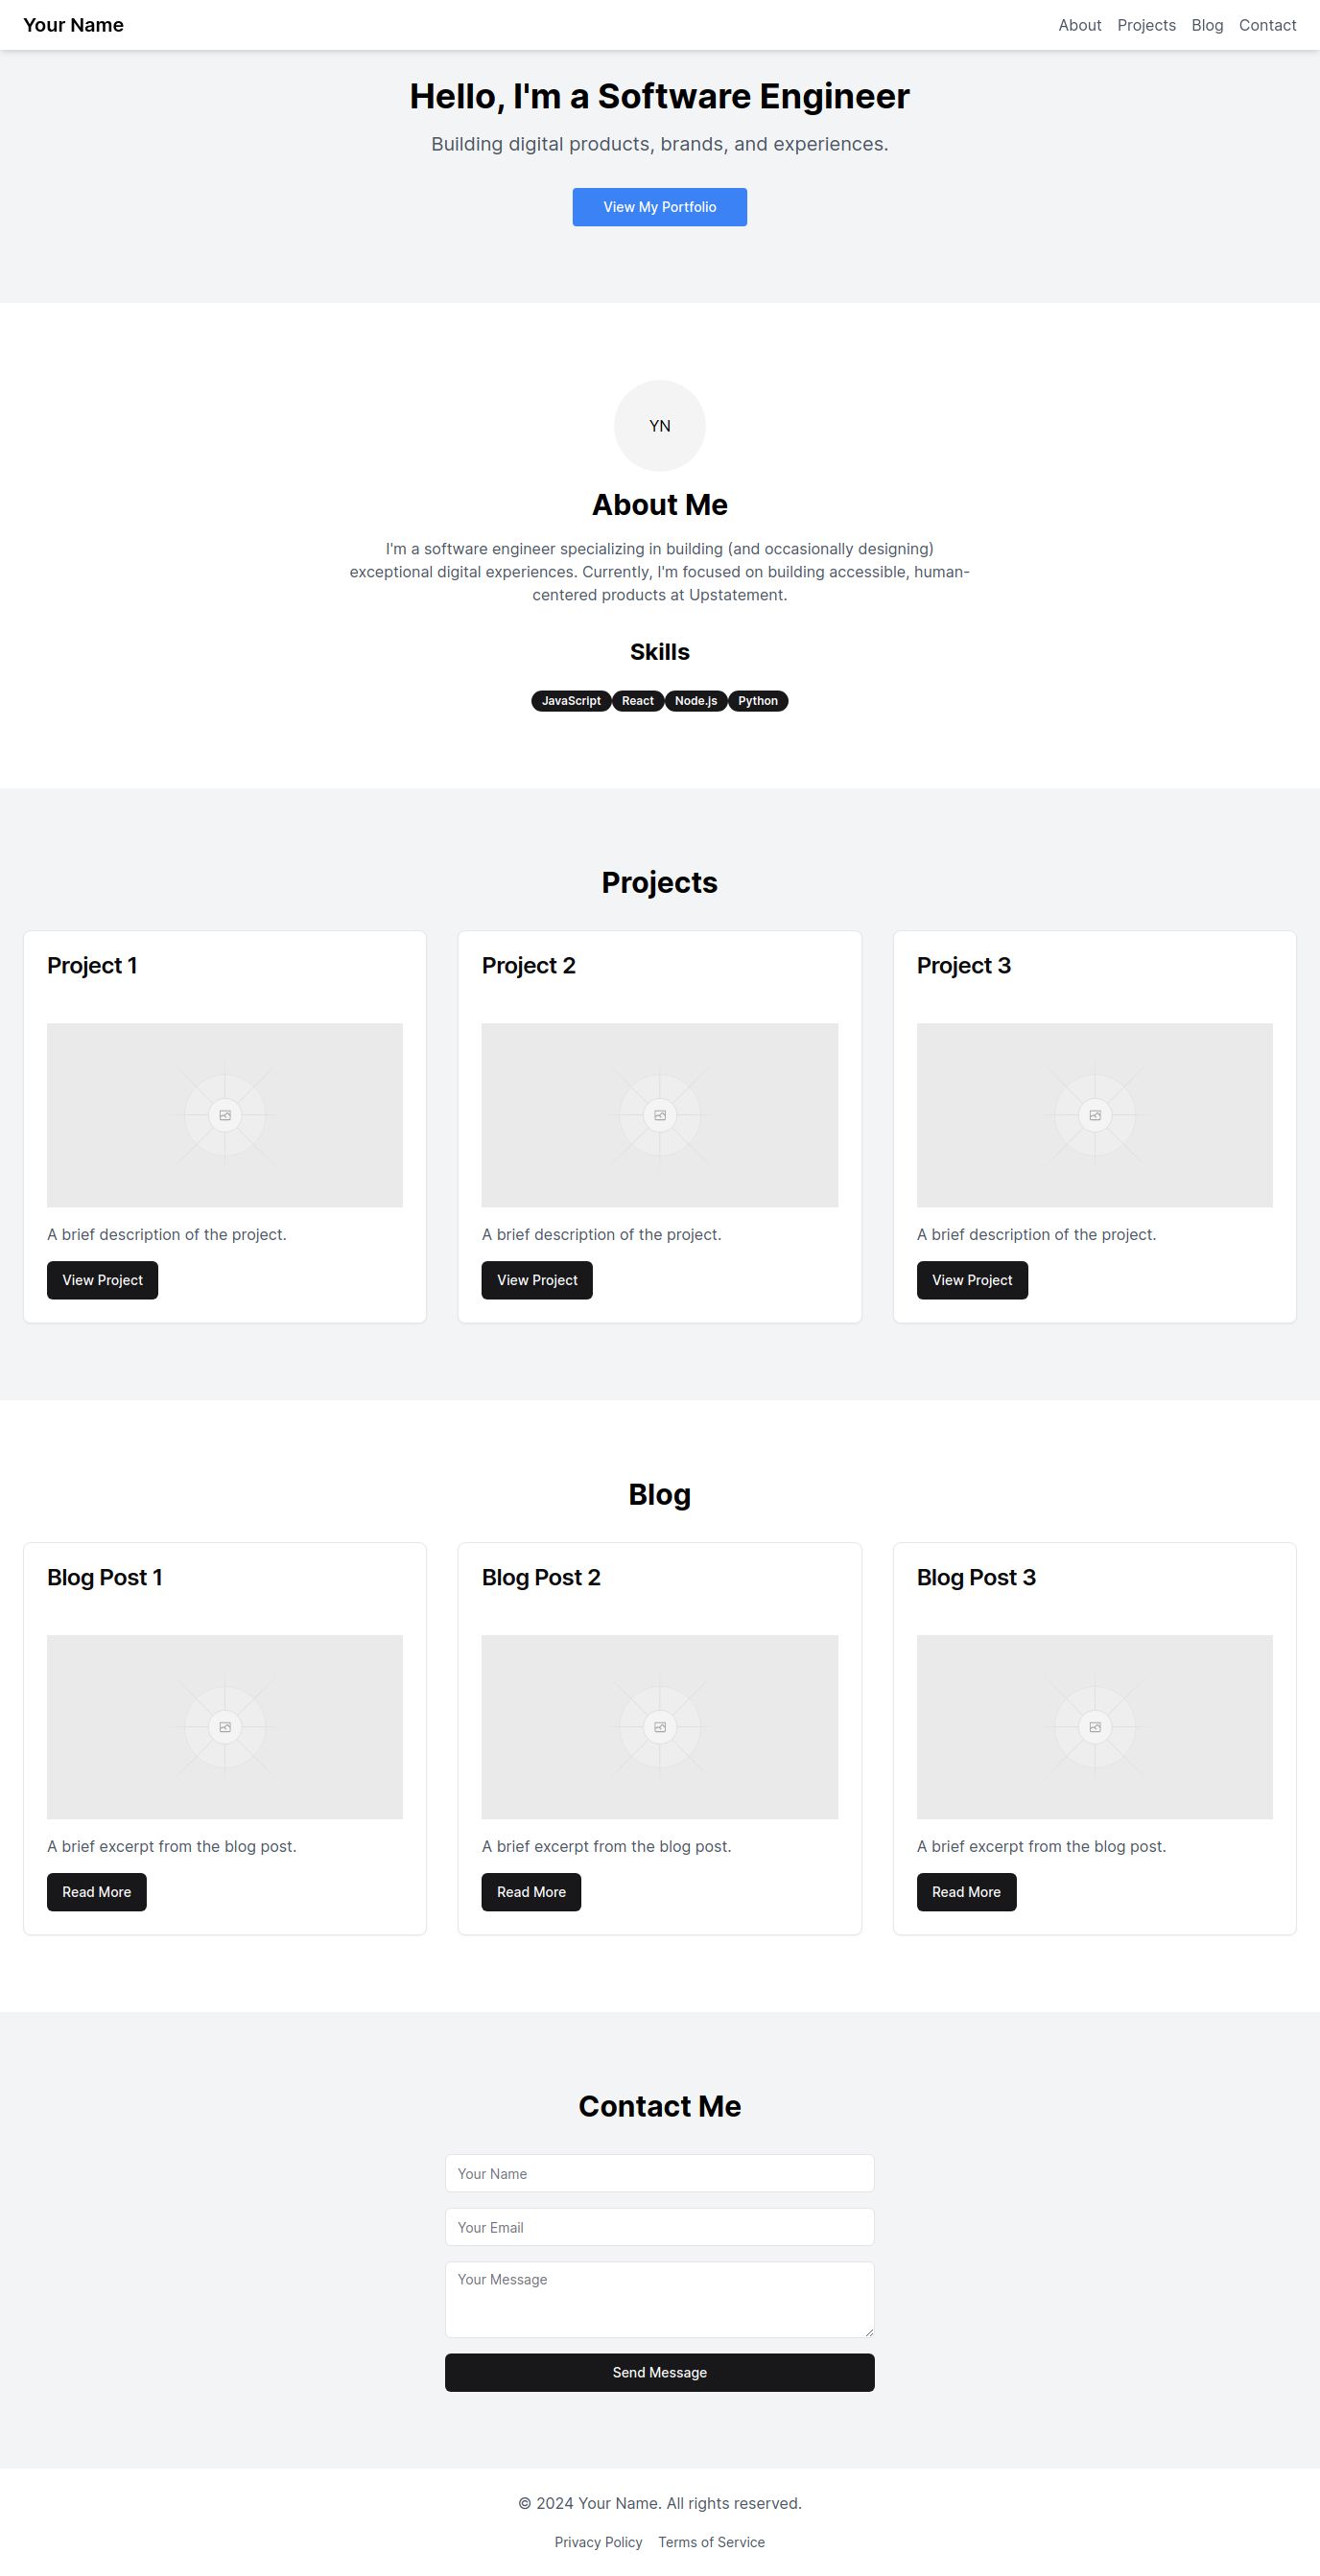 Your Name
About Projects Blog Contact
Hello, I'm a Software Engineer
Building digital products, brands, and experiences.
View My Portfolio
YN
About Me
I'm a software engineer specializing in building (and occasionally designing)
exceptional digital experiences. Currently, I'm focused on building accessible, human-
centered products at Upstatement.
Skills
JavaScript React Node.js Python
Projects
Project 1
A brief description of the project.
View Project
Project 2
A brief description of the project.
View Project
Project 3
A brief description of the project.
View Project
Blog
Blog Post 1
A brief excerpt from the blog post.
Read More
Blog Post 2
A brief excerpt from the blog post.
Read More
Blog Post 3
A brief excerpt from the blog post.
Read More
Contact Me
Your Name
Your Email
Your Message
Send Message
© 2024 Your Name. All rights reserved.
Privacy Policy Terms of Service